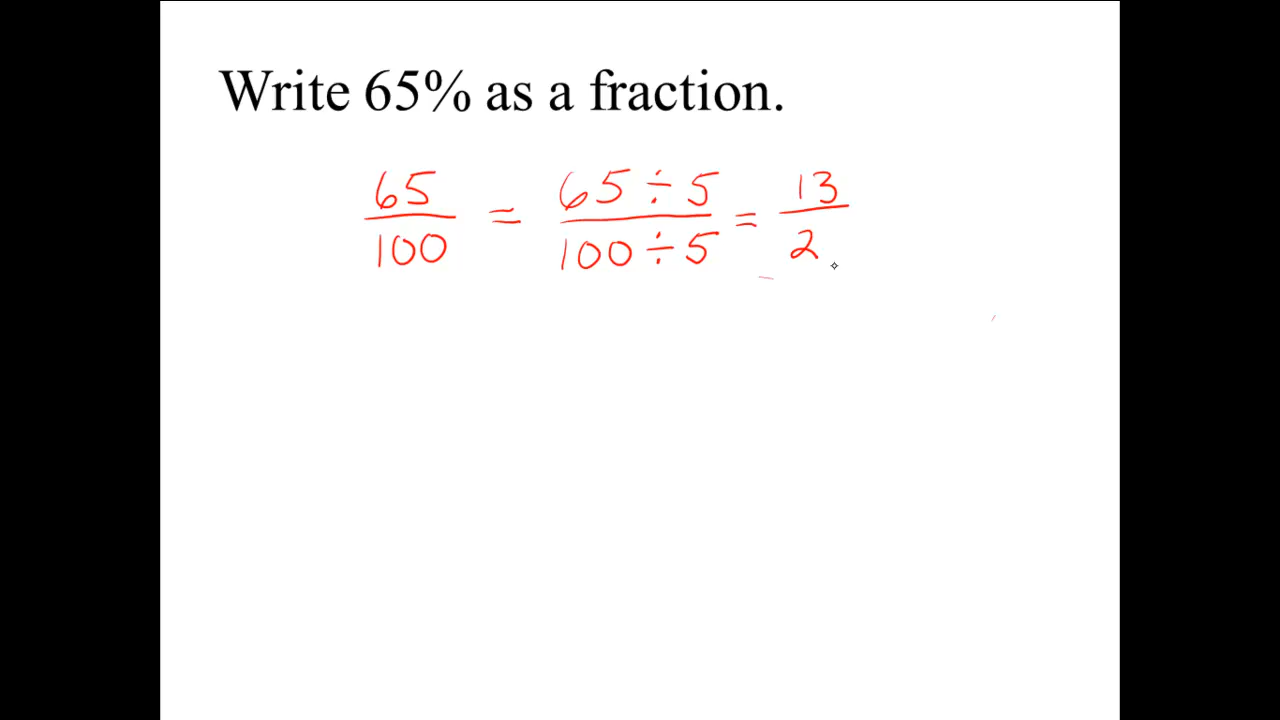 Write 65% as a fraction.
65/100 = 65÷5/100÷5 = 13/2